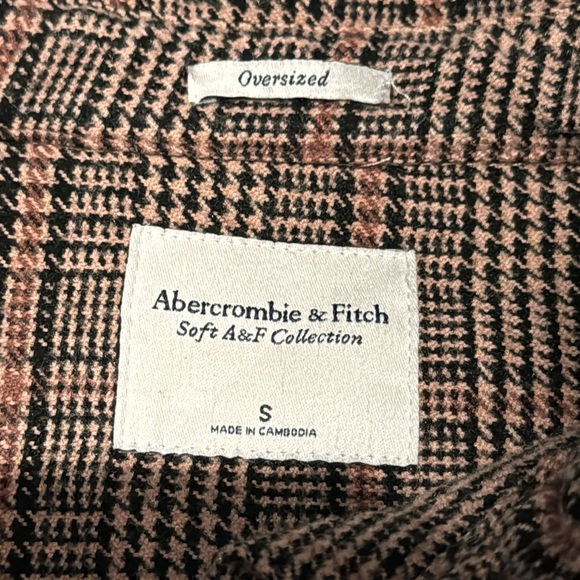 Oversized
Abercrombie & Fitch
Soft A&F Collection
S
MADE IN CAMBODIA